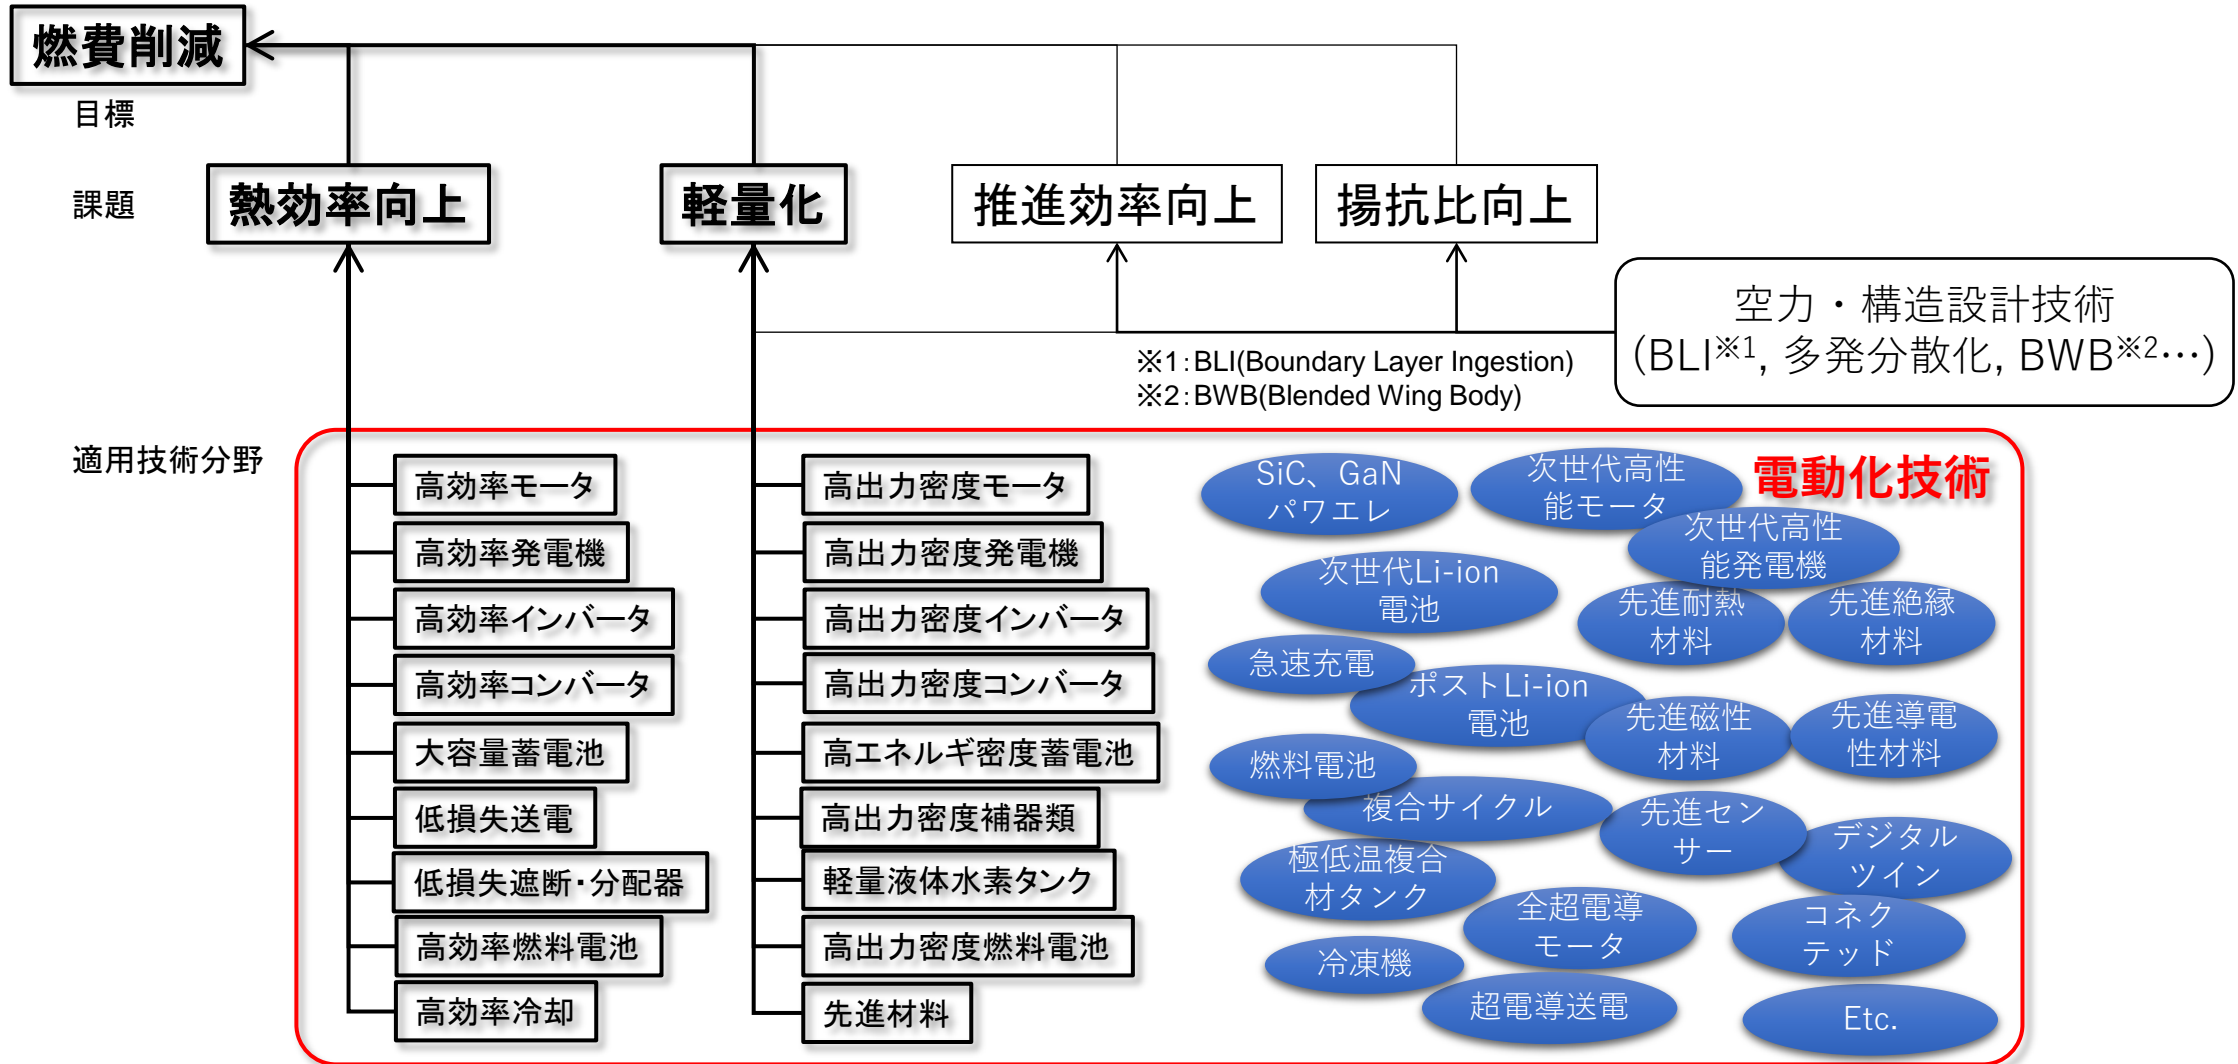 燃費削減
目標
課題
熱効率向上
軽量化
推進効率向上
揚抗比向上
空力・構造設計技術
(BLI※1, 多発分散化, BWB※2…)
※1：BLI(Boundary Layer Ingestion)
※2：BWB(Blended Wing Body)
適用技術分野
高効率モータ
高効率発電機
高効率インバータ
高効率コンバータ
大容量蓄電池
低損失送電
低損失遮断・分配器
高効率燃料電池
高効率冷却
高出力密度モータ
高出力密度発電機
高出力密度インバータ
高出力密度コンバータ
高エネルギ密度蓄電池
高出力密度補器類
軽量液体水素タンク
高出力密度燃料電池
先進材料
電動化技術
SiC、GaN
パワエレ
次世代高性
能モータ
次世代高性
能発電機
次世代Li-ion
電池
先進耐熱
材料
先進絶縁
材料
急速充電
ポストLi-ion
電池
先進磁性
材料
先進導電
性材料
燃料電池
複合サイクル
先進セン
サー
デジタル
ツイン
極低温複合
材タンク
全超電導
モータ
コネク
テッド
冷凍機
超電導送電
Etc.